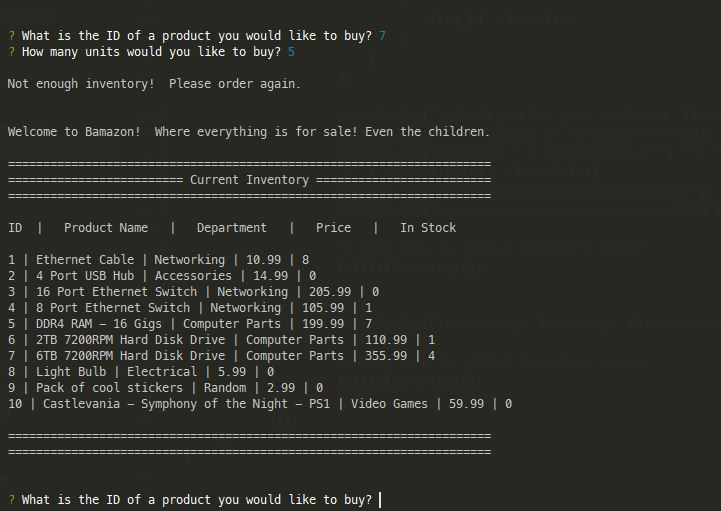 ? What is the ID of a product you would like to buy? 7
? How many units would you like to buy? 5
Not enough inventory!  Please order again.
Welcome to Bamazon!  Where everything is for sale! Even the children.
=====================================================================
========================= Current Inventory =========================
=====================================================================
ID  |   Product Name   |   Department   |   Price   |   In Stock
1 | Ethernet Cable | Networking | 10.99 | 8
2 | 4 Port USB Hub | Accessories | 14.99 | 0
3 | 16 Port Ethernet Switch | Networking | 205.99 | 0
4 | 8 Port Ethernet Switch | Networking | 105.99 | 1
5 | DDR4 RAM – 16 Gigs | Computer Parts | 199.99 | 7
6 | 2TB 7200RPM Hard Disk Drive | Computer Parts | 110.99 | 1
7 | 6TB 7200RPM Hard Disk Drive | Computer Parts | 355.99 | 4
8 | Light Bulb | Electrical | 5.99 | 0
9 | Pack of cool stickers | Random | 2.99 | 0
10 | Castlevania – Symphony of the Night – PS1 | Video Games | 59.99 | 0
=====================================================================
=====================================================================
? What is the ID of a product you would like to buy?